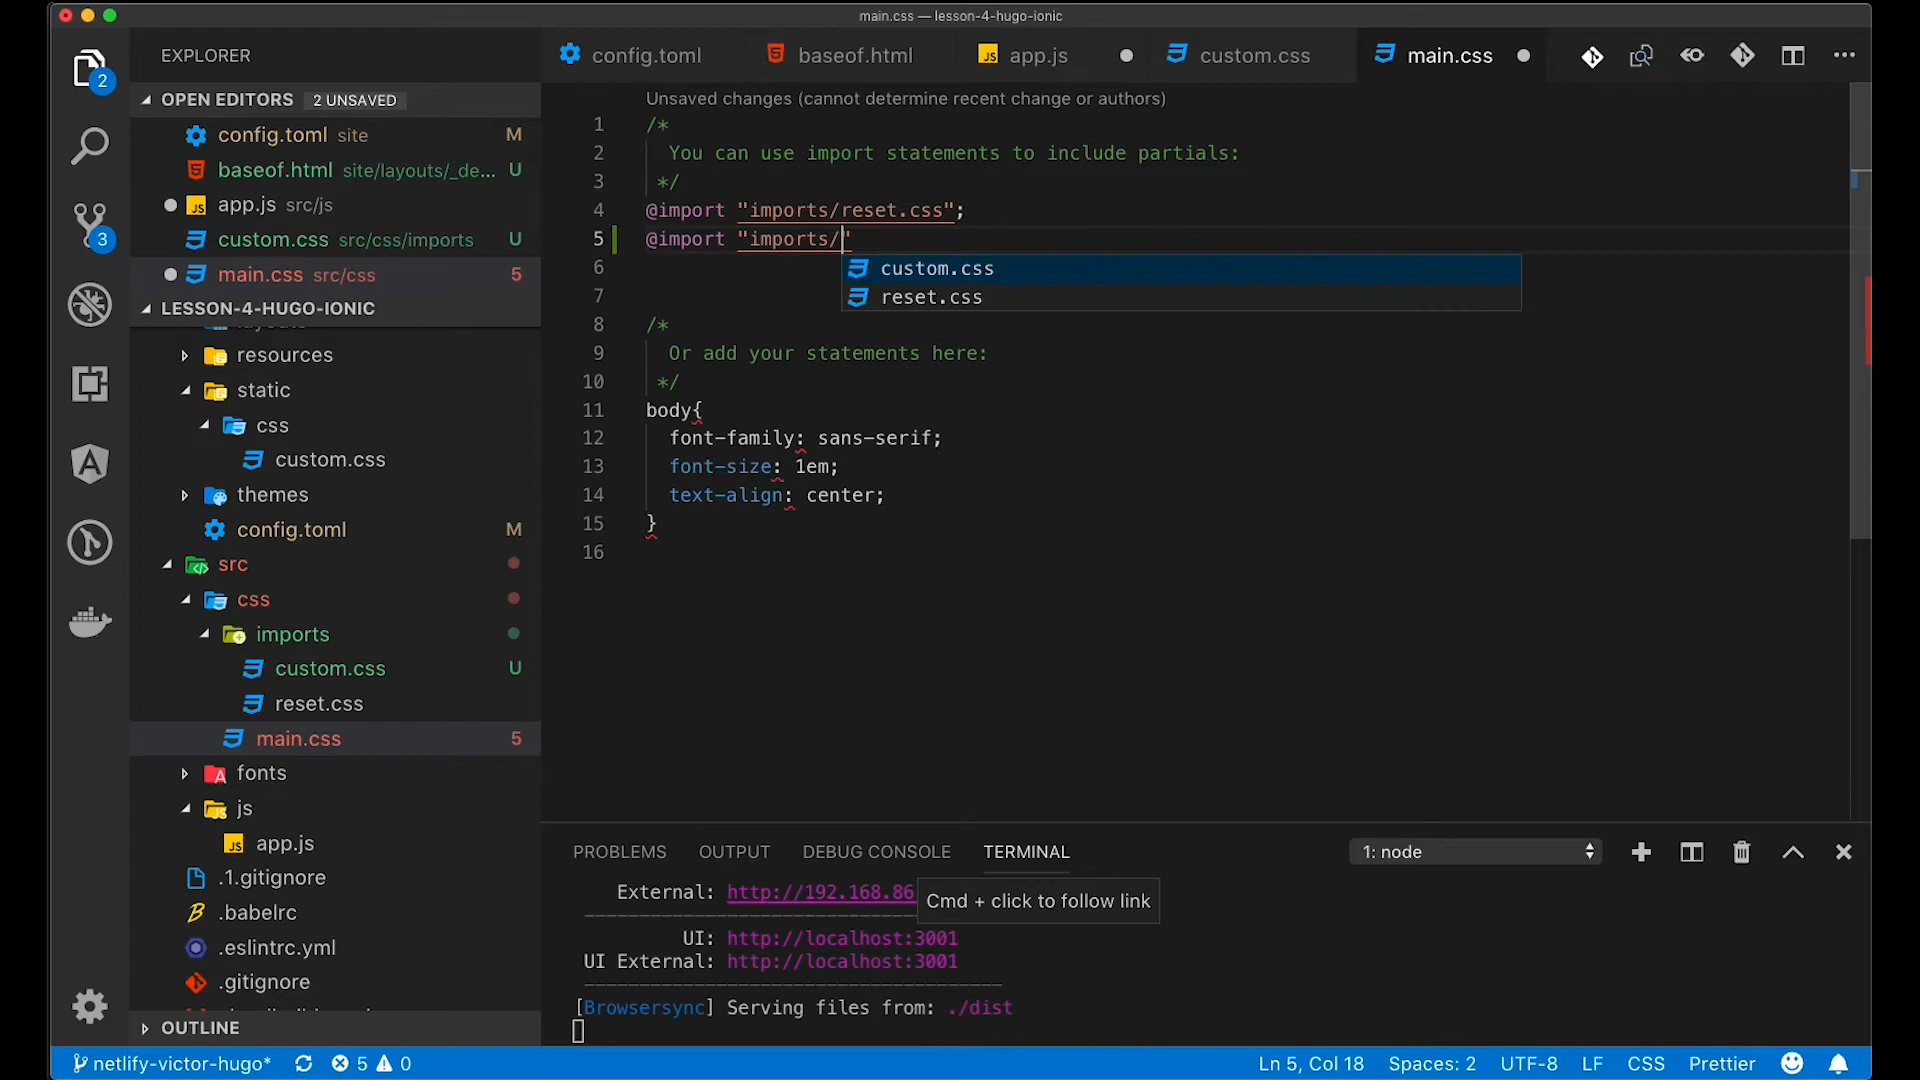 main.css — lesson-4-hugo-ionic
EXPLORER
config.toml
baseof.html
app.js
custom.css
main.css
2
OPEN EDITORS 2 UNSAVED
config.toml site M
baseof.html site/layouts/_de... U
app.js src/js
custom.css src/css/imports U
main.css src/css 5
LESSON-4-HUGO-IONIC
resources
static
css
custom.css
themes
config.toml M
src
css
imports
custom.css U
reset.css
main.css 5
fonts
js
app.js
.1.gitignore
.babelrc
.eslintrc.yml
.gitignore
OUTLINE
3
Unsaved changes (cannot determine recent change or authors)
1 /*
2 You can use import statements to include partials:
3 */
4 @import "imports/reset.css";
5 @import "imports/"
custom.css
reset.css
6
7
8 /*
9 Or add your statements here:
10 */
11 body{
12 font-family: sans-serif;
13 font-size: 1em;
14 text-align: center;
15 }
16
PROBLEMS OUTPUT DEBUG CONSOLE TERMINAL 1: node
External: http://192.168.86
Cmd + click to follow link
-------------------------------------
UI: http://localhost:3001
UI External: http://localhost:3001
-------------------------------------
[Browsersync] Serving files from: ./dist
netlify-victor-hugo* 5 0 Ln 5, Col 18 Spaces: 2 UTF-8 LF CSS Prettier